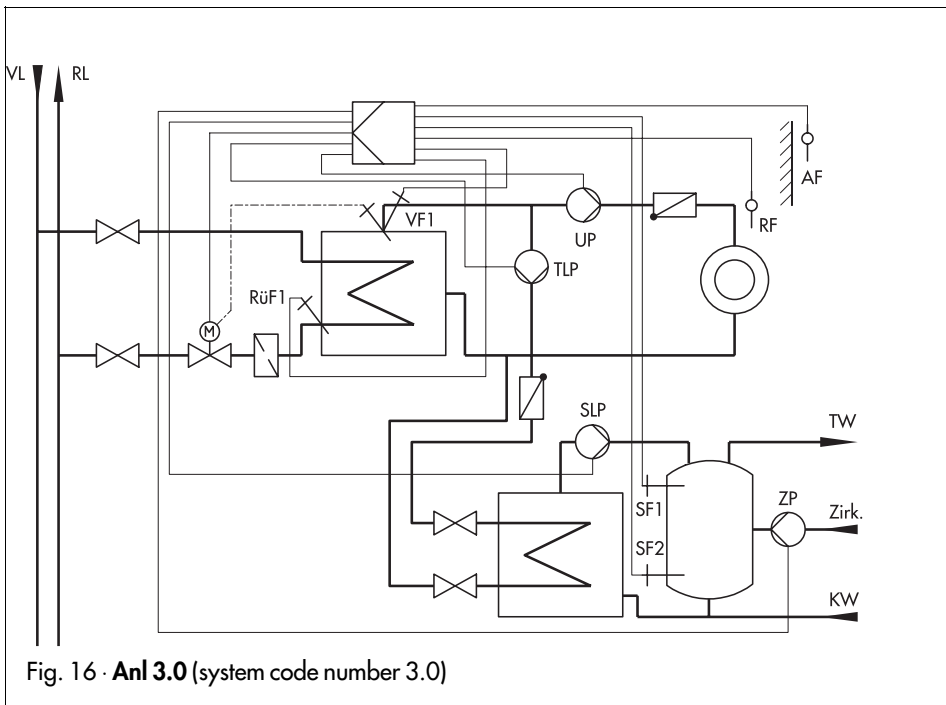 VL
RL
AF
RF
VF1
UP
TLP
RüF1
M
SLP
TW
SF1
ZP
Zirk.
SF2
KW
Fig. 16 · Anl 3.0 (system code number 3.0)